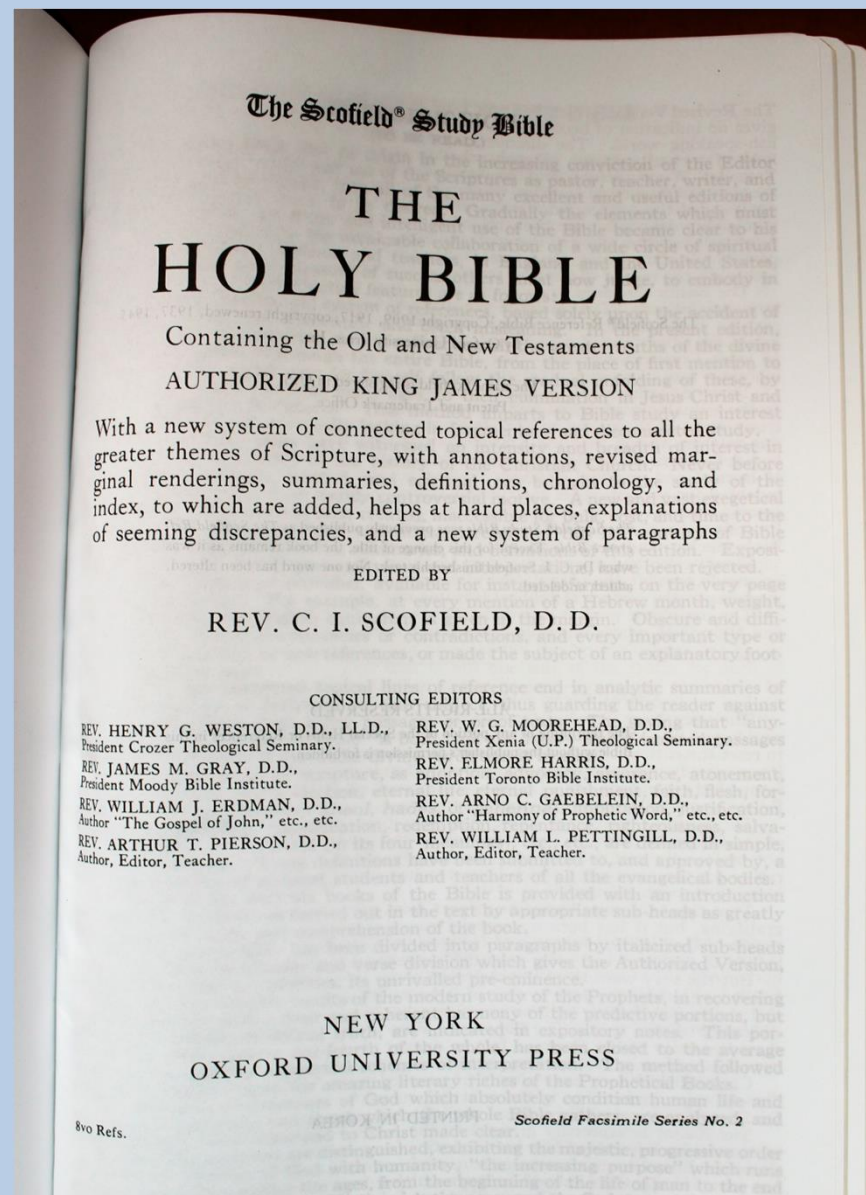 The Scofield® Study Bible
THE
HOLY BIBLE
Containing the Old and New Testaments
AUTHORIZED KING JAMES VERSION
With a new system of connected topical references to all the
greater themes of Scripture, with annotations, revised mar-
ginal renderings, summaries, definitions, chronology, and
index, to which are added, helps at hard places, explanations
of seeming discrepancies, and a new system of paragraphs
EDITED BY
REV. C. I. SCOFIELD, D. D.
CONSULTING EDITORS
REV. HENRY G. WESTON, D.D., LL.D.,
President Crozer Theological Seminary.
REV. JAMES M. GRAY, D.D.,
President Moody Bible Institute.
REV. WILLIAM J. ERDMAN, D.D.,
Author "The Gospel of John," etc., etc.
REV. ARTHUR T. PIERSON, D.D.,
Author, Editor, Teacher.
REV. W. G. MOOREHEAD, D.D.,
President Xenia (U.P.) Theological Seminary.
REV. ELMORE HARRIS, D.D.,
President Toronto Bible Institute.
REV. ARNO C. GAEBELEIN, D.D.,
Author "Harmony of Prophetic Word," etc., etc.
REV. WILLIAM L. PETTINGILL, D.D.,
Author, Editor, Teacher.
NEW YORK
OXFORD UNIVERSITY PRESS
8vo Refs.
Scofield Facsimile Series No. 2